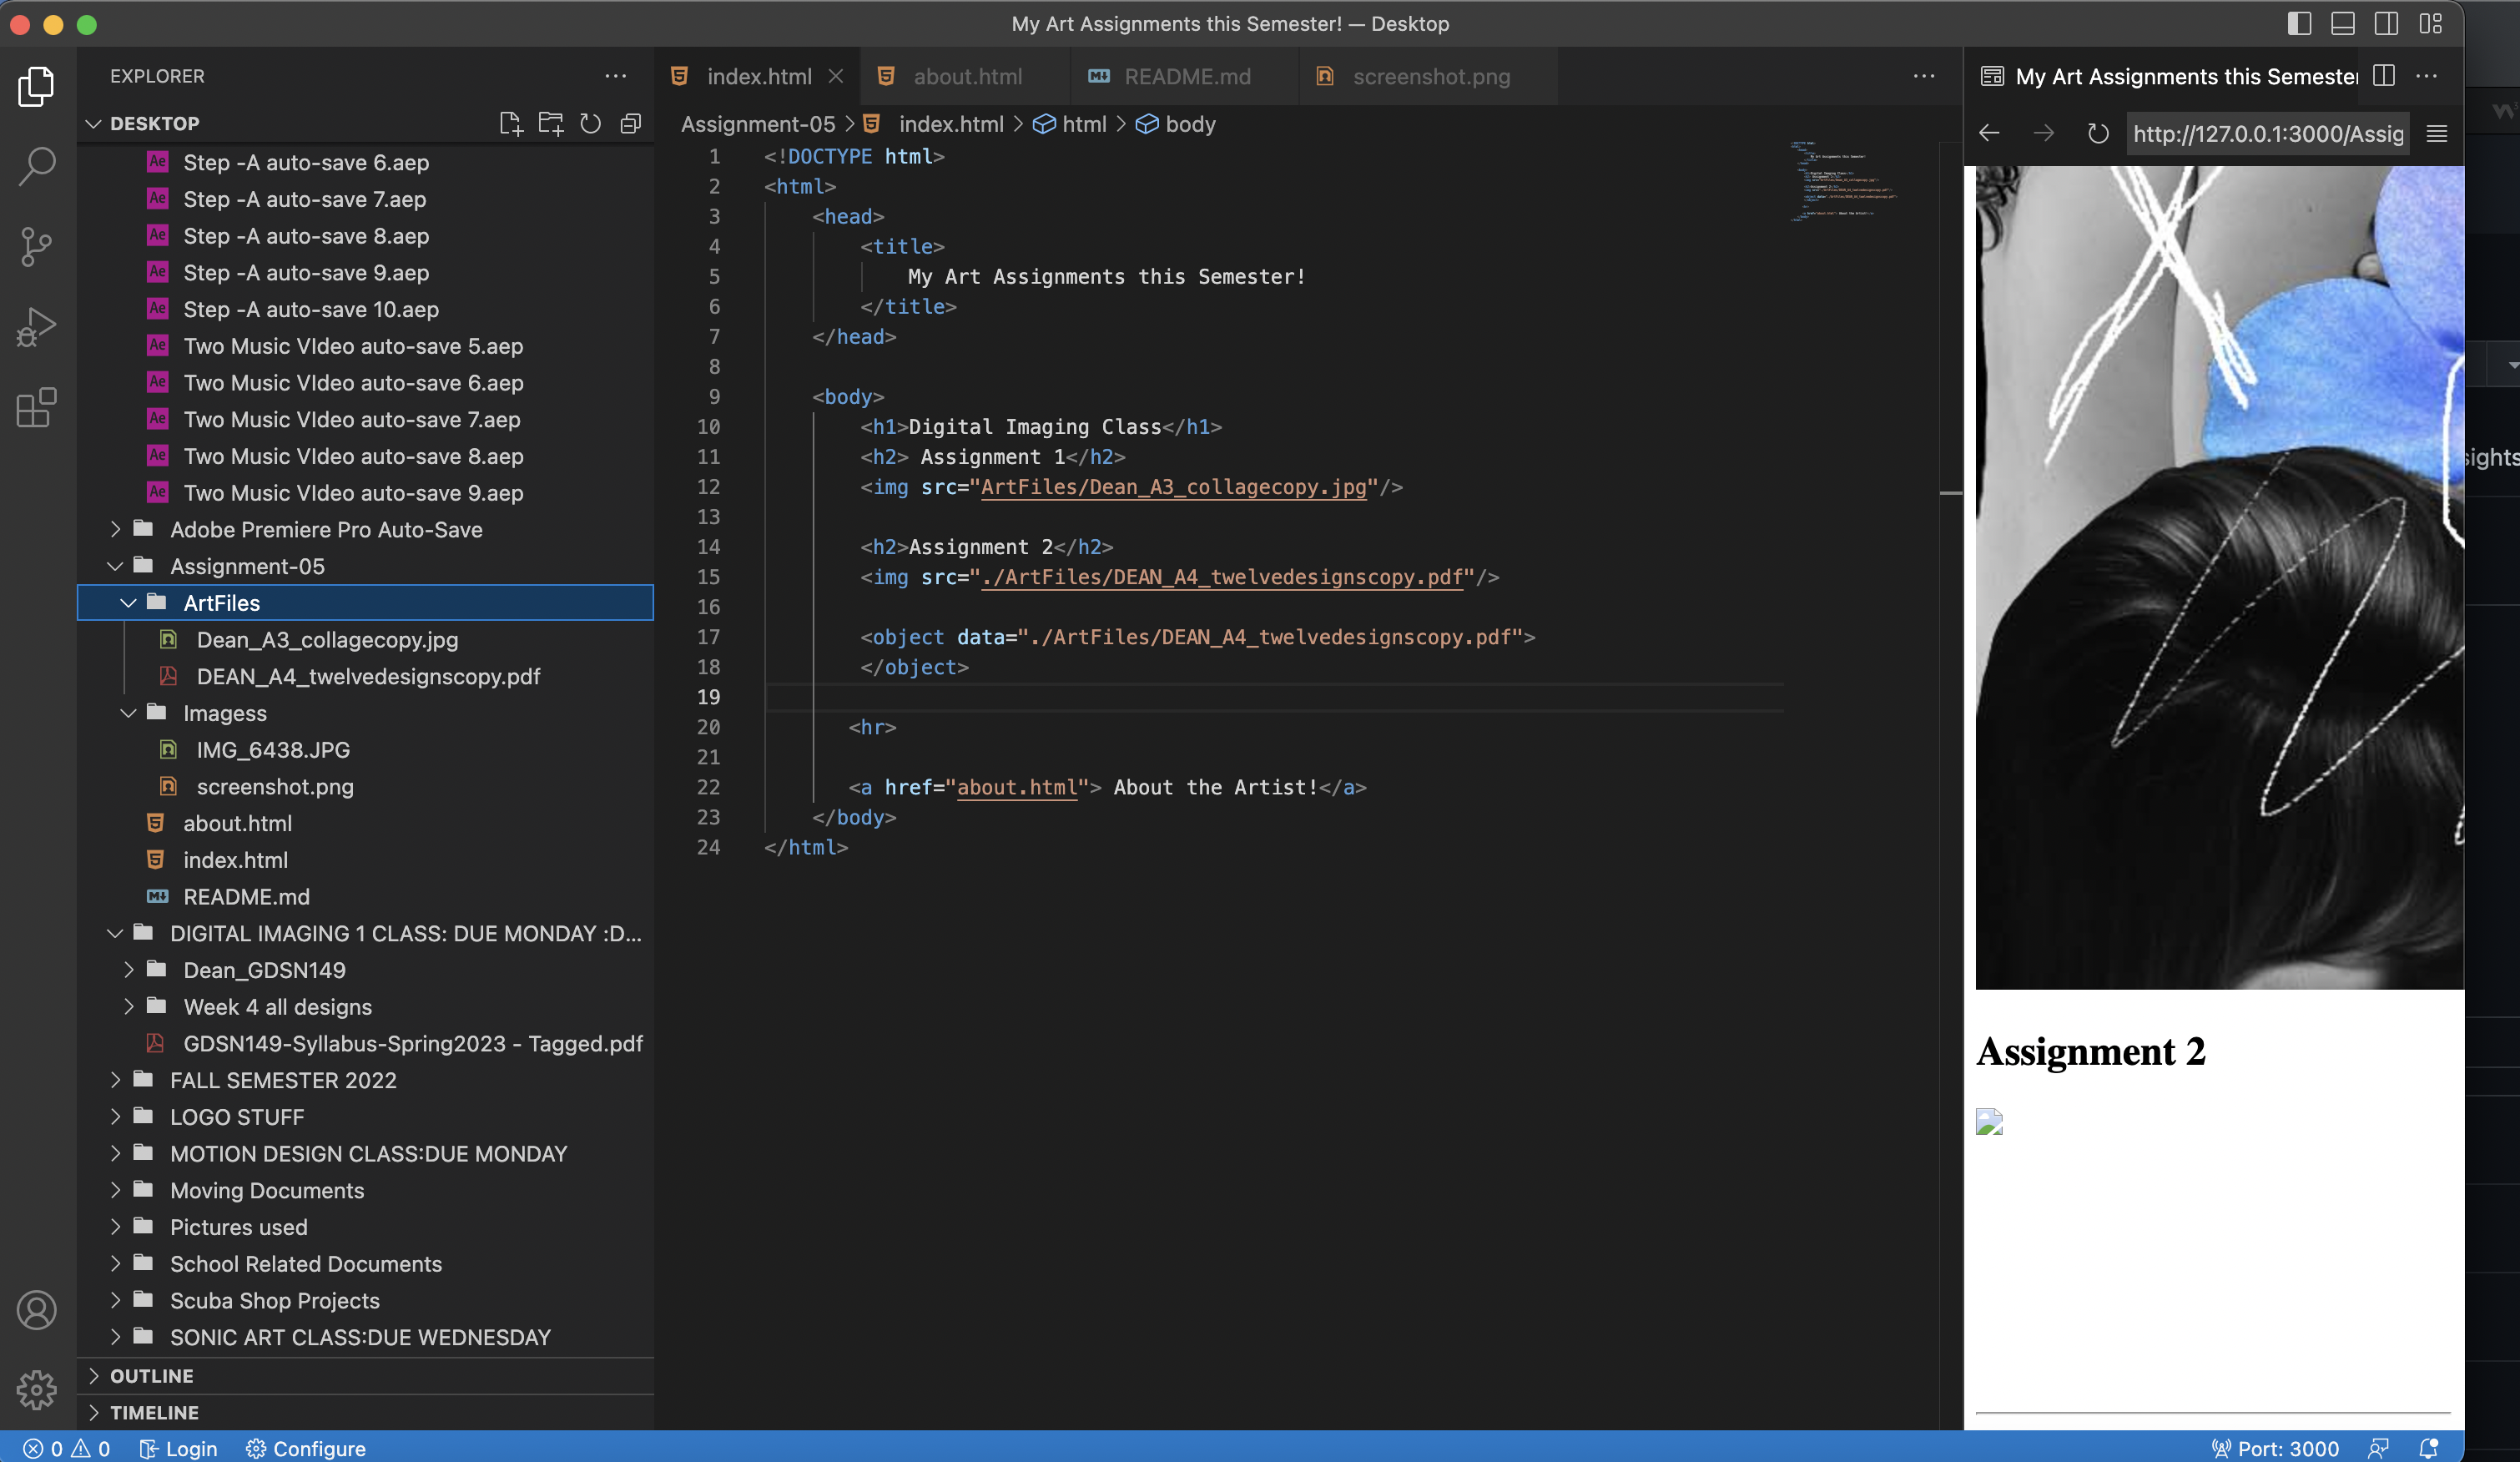 My Art Assignments this Semester! — Desktop
EXPLORER
DESKTOP
Ae Step -A auto-save 6.aep
Ae Step -A auto-save 7.aep
Ae Step -A auto-save 8.aep
Ae Step -A auto-save 9.aep
Ae Step -A auto-save 10.aep
Ae Two Music VIdeo auto-save 5.aep
Ae Two Music VIdeo auto-save 6.aep
Ae Two Music VIdeo auto-save 7.aep
Ae Two Music VIdeo auto-save 8.aep
Ae Two Music VIdeo auto-save 9.aep
Adobe Premiere Pro Auto-Save
Assignment-05
ArtFiles
Dean_A3_collagecopy.jpg
DEAN_A4_twelvedesignscopy.pdf
Imagess
IMG_6438.JPG
screenshot.png
about.html
index.html
README.md
DIGITAL IMAGING 1 CLASS: DUE MONDAY :D...
Dean_GDSN149
Week 4 all designs
GDSN149-Syllabus-Spring2023 - Tagged.pdf
FALL SEMESTER 2022
LOGO STUFF
MOTION DESIGN CLASS:DUE MONDAY
Moving Documents
Pictures used
School Related Documents
Scuba Shop Projects
SONIC ART CLASS:DUE WEDNESDAY
OUTLINE
TIMELINE
index.html
about.html
README.md
screenshot.png
Assignment-05 > index.html > html > body
1 <!DOCTYPE html>
2 <html>
3 <head>
4 <title>
5 My Art Assignments this Semester!
6 </title>
7 </head>
8
9 <body>
10 <h1>Digital Imaging Class</h1>
11 <h2> Assignment 1</h2>
12 <img src="ArtFiles/Dean_A3_collagecopy.jpg"/>
13
14 <h2>Assignment 2</h2>
15 <img src="./ArtFiles/DEAN_A4_twelvedesignscopy.pdf"/>
16
17 <object data="./ArtFiles/DEAN_A4_twelvedesignscopy.pdf">
18 </object>
19
20 <hr>
21
22 <a href="about.html"> About the Artist!</a>
23 </body>
24 </html>
My Art Assignments this Semester
http://127.0.0.1:3000/Assig
Assignment 2
sights
0 0 Login Configure
Port: 3000